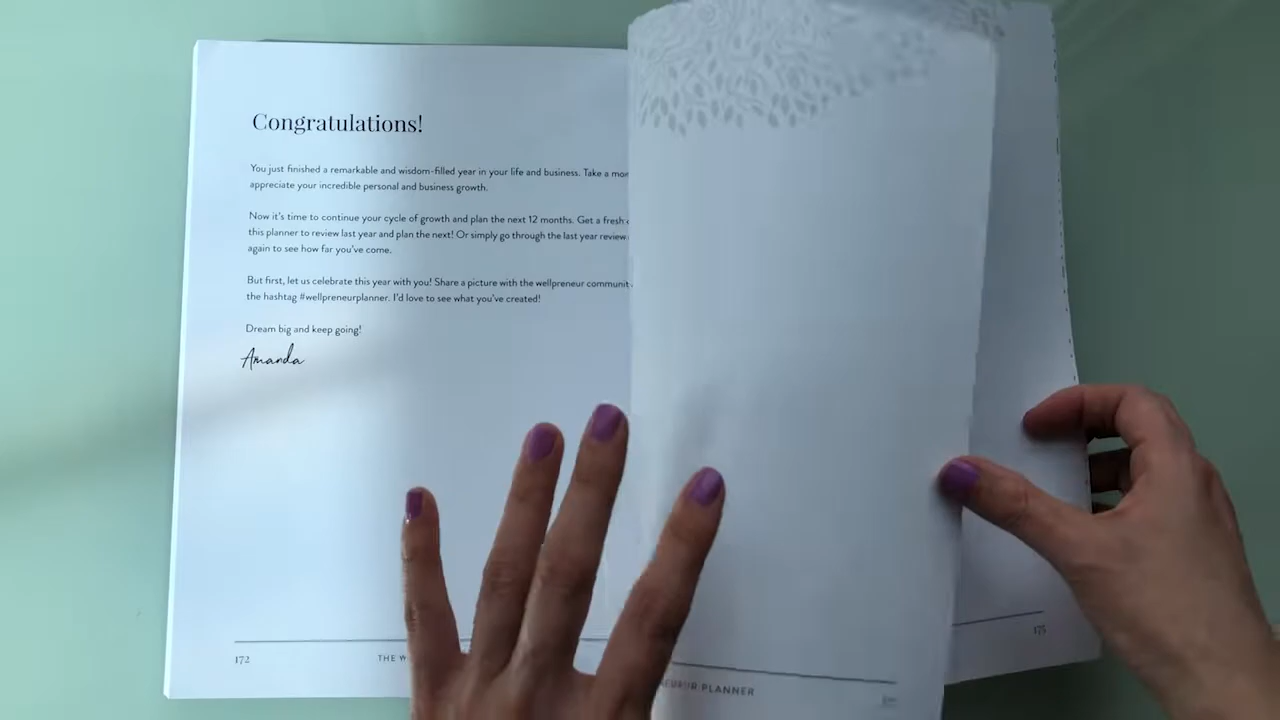 Congratulations!
You just finished a remarkable and wisdom-filled year in your life and business. Take a
appreciate your incredible personal and business growth.
Now it's time to continue your cycle of growth and plan the next 12 months. Get a fresh
this planner to review last year and plan the next! Or simply go through the last year review
again to see how far you've come.
But first, let us celebrate this year with you! Share a picture with the wellpreneur
the hashtag #wellpreneurplanner. I'd love to see what you've created!
Dream big and keep going!
Amanda
172
THE
PLANNER
175